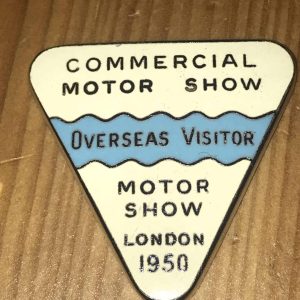 COMMERCIAL
MOTOR SHOW
OVERSEAS VISITOR
MOTOR
SHOW
LONDON
1950